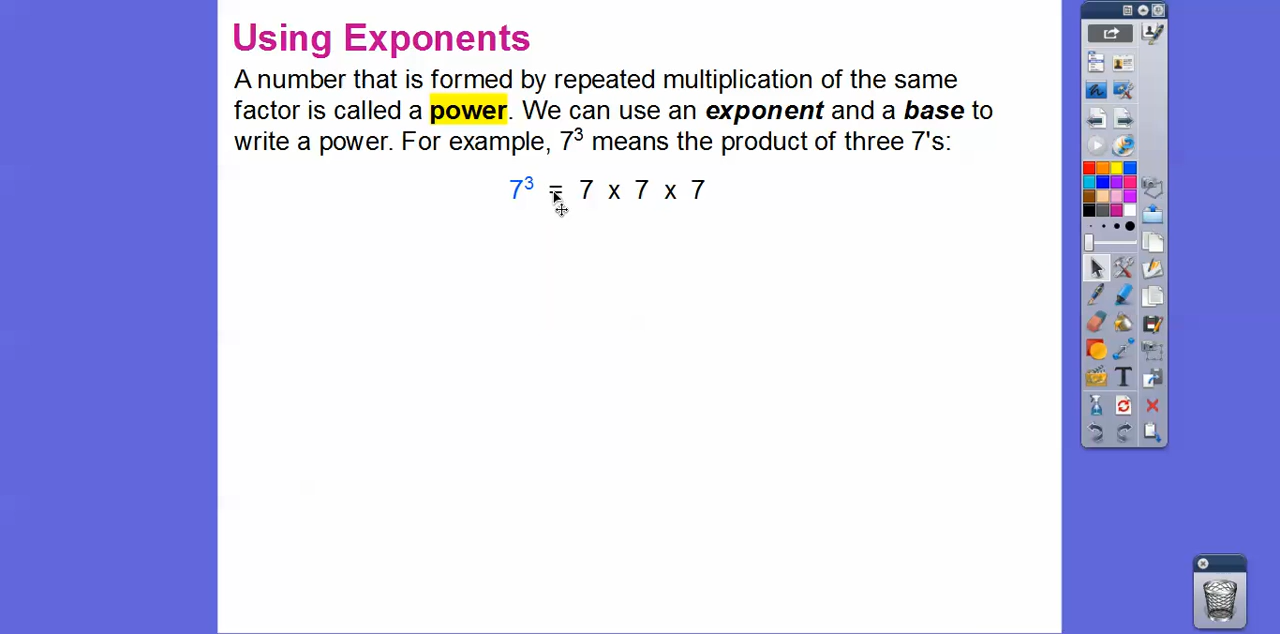 Using Exponents
A number that is formed by repeated multiplication of the same
factor is called a power. We can use an exponent and a base to
write a power. For example, 7³ means the product of three 7's:
7³ = 7 x 7 x 7